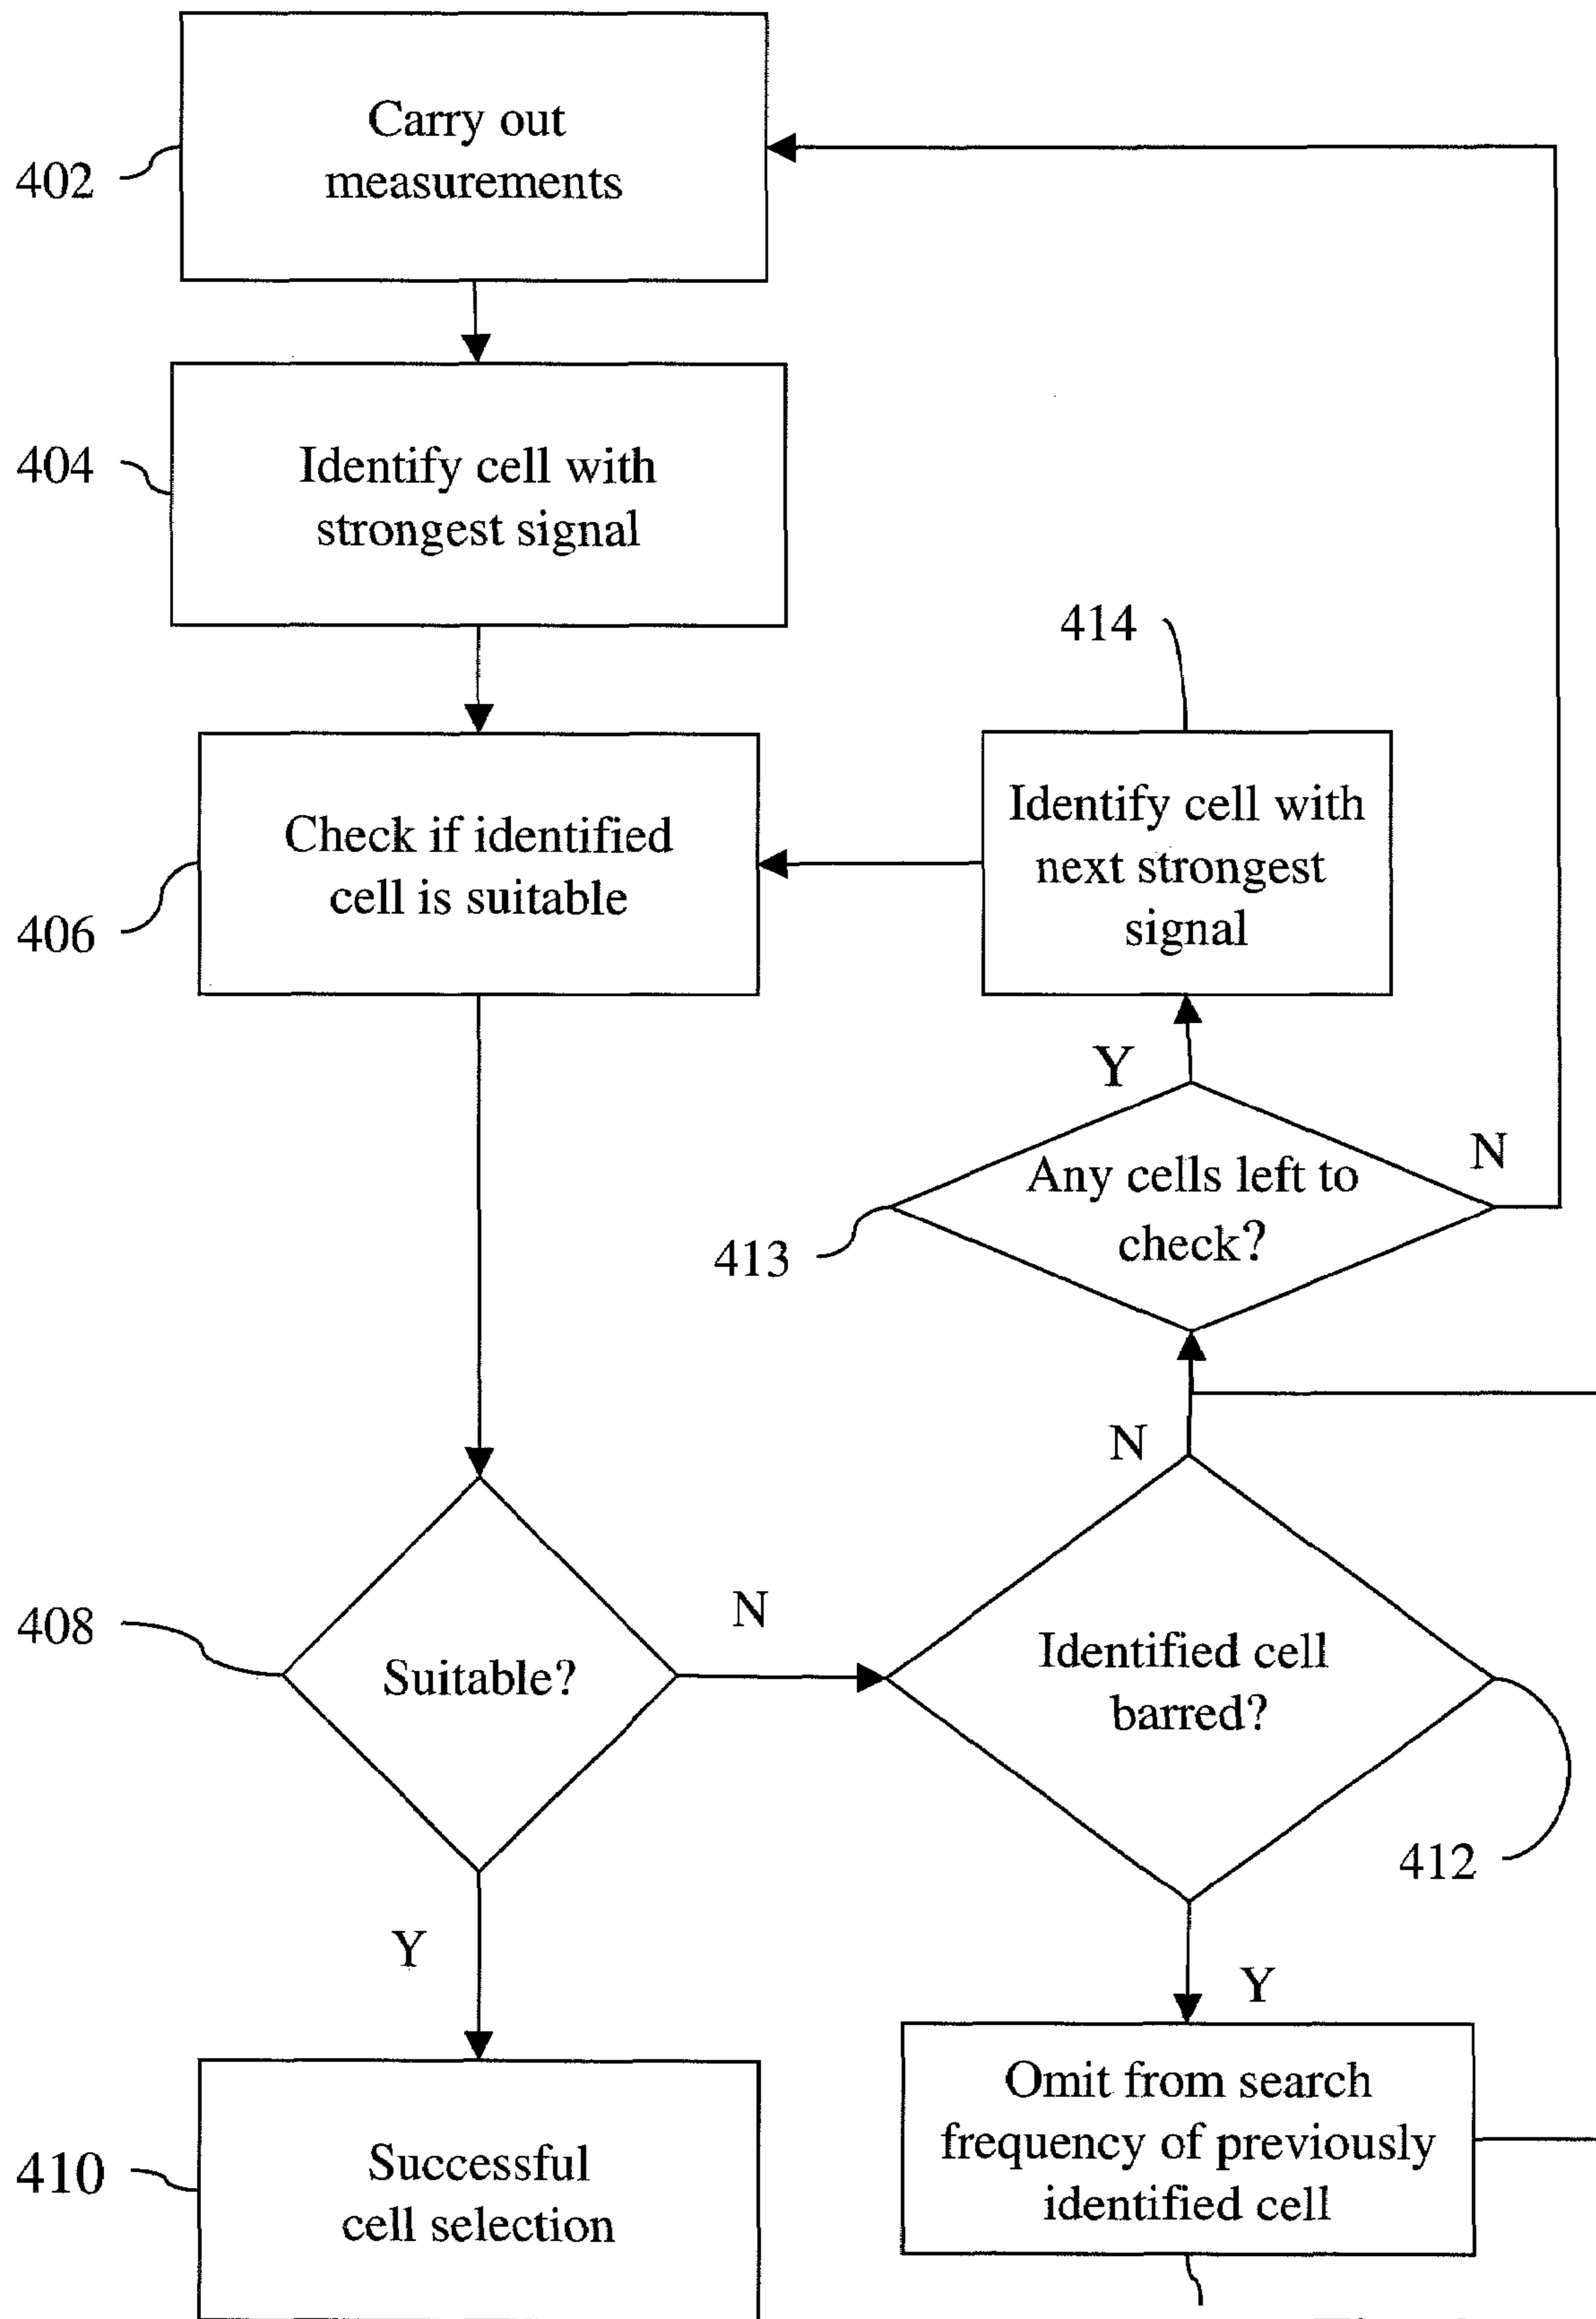 Carry out
measurements
402
Identify cell with
strongest signal
404
414
Check if identified
cell is suitable
406
Identify cell with
next strongest
signal
Y
N
Any cells left to
check?
413
N
408
Suitable?
N
Identified cell
barred?
412
Y
Y
Omit from search
frequency of previously
identified cell
410
Successful
cell selection